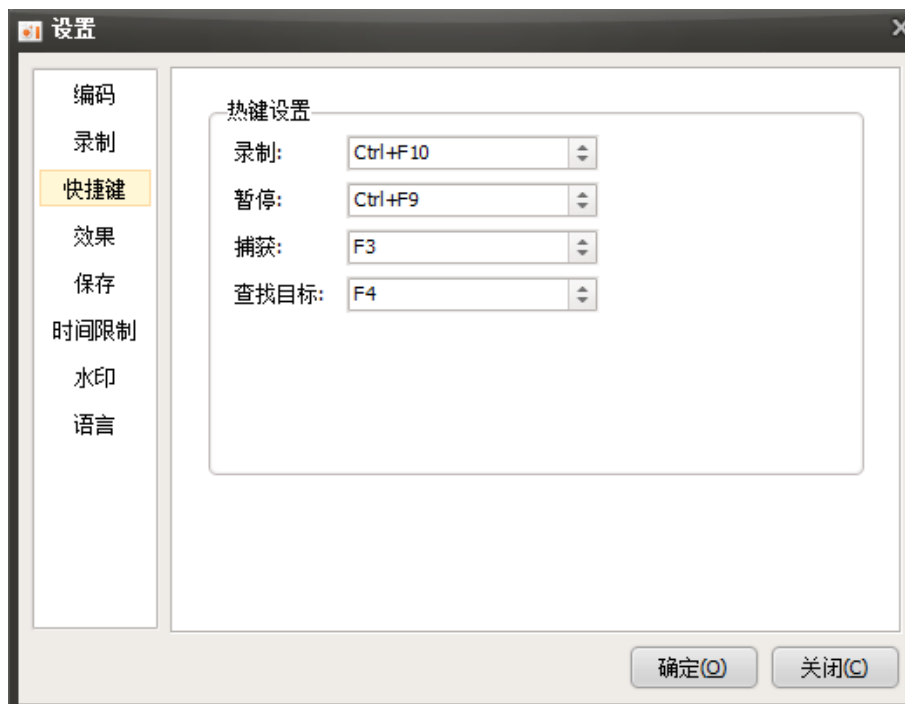 设置
编码
录制
快捷键
效果
保存
时间限制
水印
语言
热键设置
录制: Ctrl+F10
暂停: Ctrl+F9
捕获: F3
查找目标: F4
确定(O) 关闭(C)